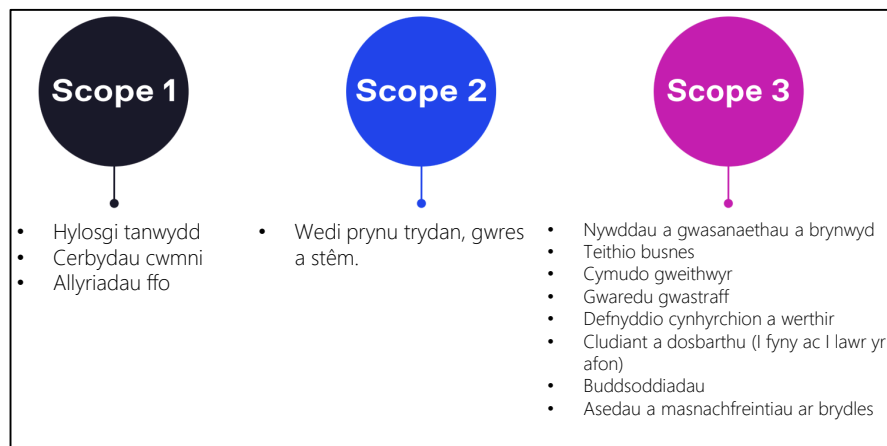 Scope 1
Hylosgi tanwydd
Cerbydau cwmni
Allyriadau ffo
Scope 2
Wedi prynu trydan, gwres
a stêm.
Scope 3
Nywddau a gwasanaethau a brynwyd
Teithio busnes
Cymudo gweithwyr
Gwaredu gwastraff
Defnyddio cynhyrchion a werthir
Cludiant a dosbarthu (I fyny ac I lawr yr
afon)
Buddsoddiadau
Asedau a masnachfreintiau ar brydles